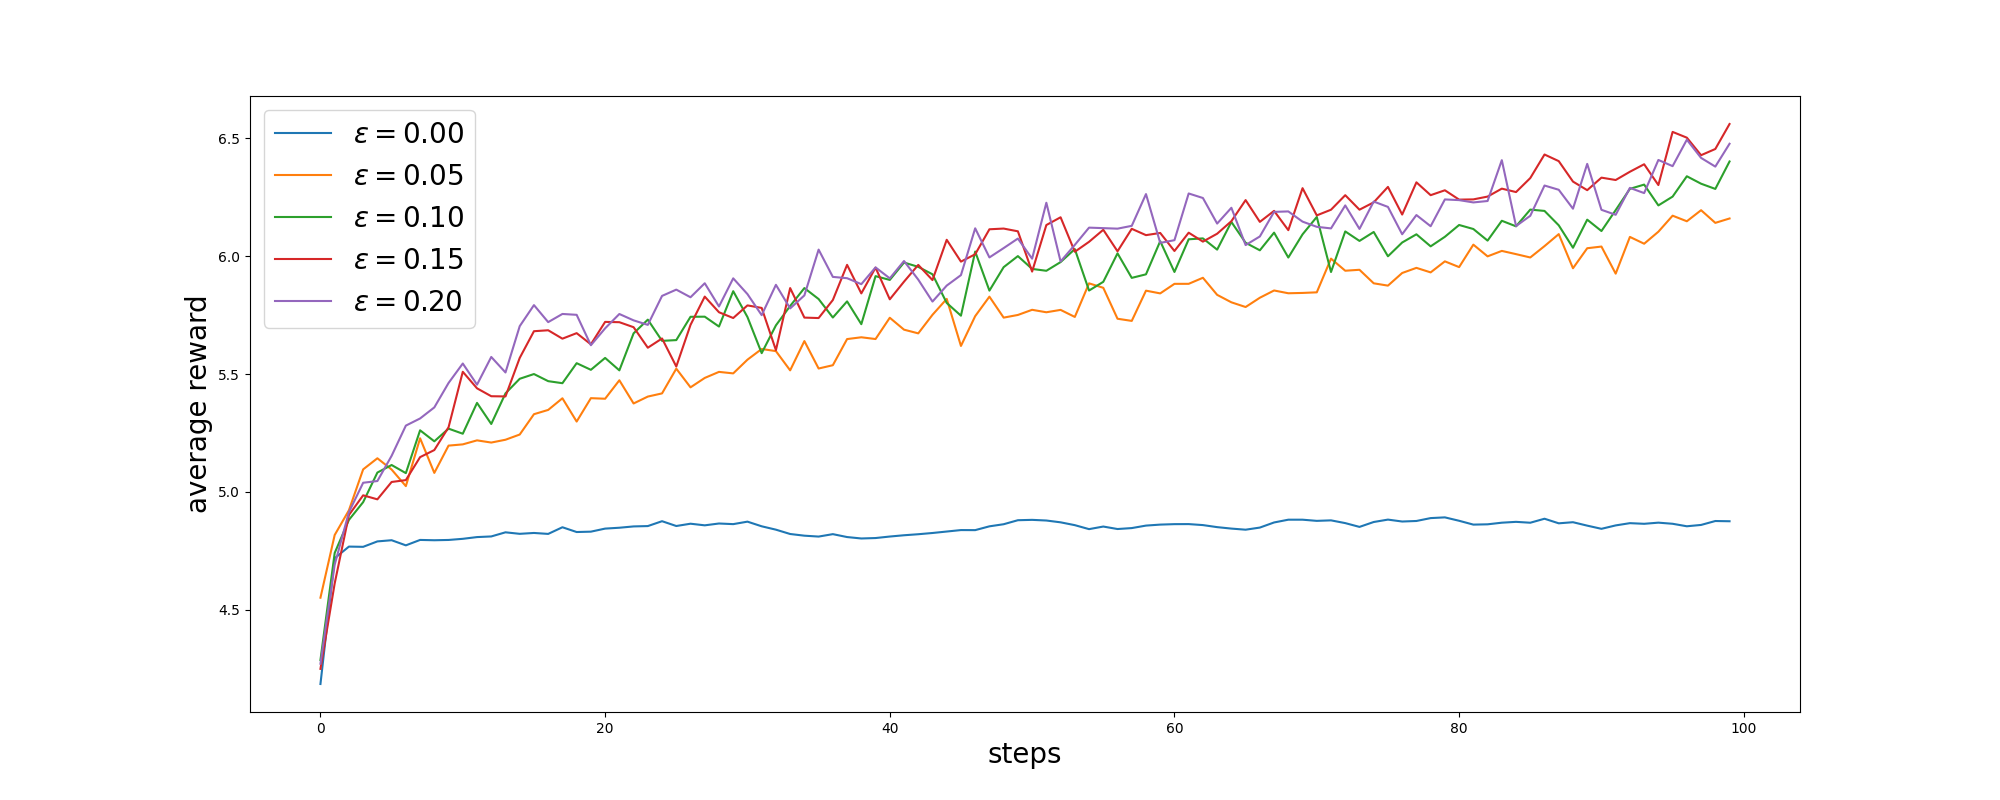 ε = 0.00
ε = 0.05
ε = 0.10
ε = 0.15
ε = 0.20
average reward
6.5
6.0
5.5
5.0
4.5
0 20 40 60 80 100
steps